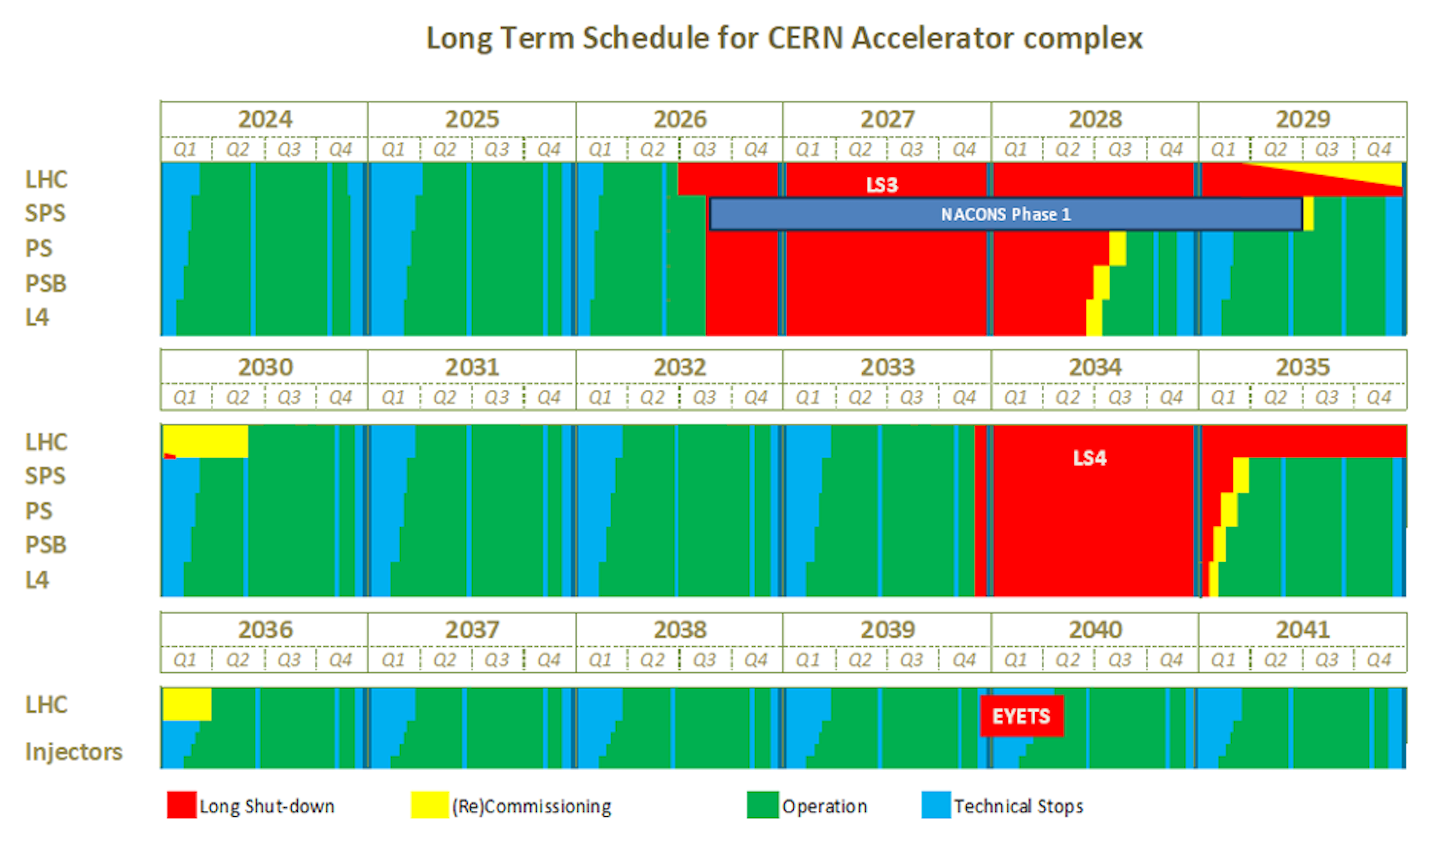 Long Term Schedule for CERN Accelerator complex
2024 2025 2026 2027 2028 2029
Q1 Q2 Q3 Q4 Q1 Q2 Q3 Q4 Q1 Q2 Q3 Q4 Q1 Q2 Q3 Q4 Q1 Q2 Q3 Q4 Q1 Q2 Q3 Q4
LHC LS3
SPS NACONS Phase 1
PS
PSB
L4
2030 2031 2032 2033 2034 2035
Q1 Q2 Q3 Q4 Q1 Q2 Q3 Q4 Q1 Q2 Q3 Q4 Q1 Q2 Q3 Q4 Q1 Q2 Q3 Q4 Q1 Q2 Q3 Q4
LHC LS4
SPS
PS
PSB
L4
2036 2037 2038 2039 2040 2041
Q1 Q2 Q3 Q4 Q1 Q2 Q3 Q4 Q1 Q2 Q3 Q4 Q1 Q2 Q3 Q4 Q1 Q2 Q3 Q4 Q1 Q2 Q3 Q4
LHC EYETS
Injectors
Long Shut-down (Re)Commissioning Operation Technical Stops